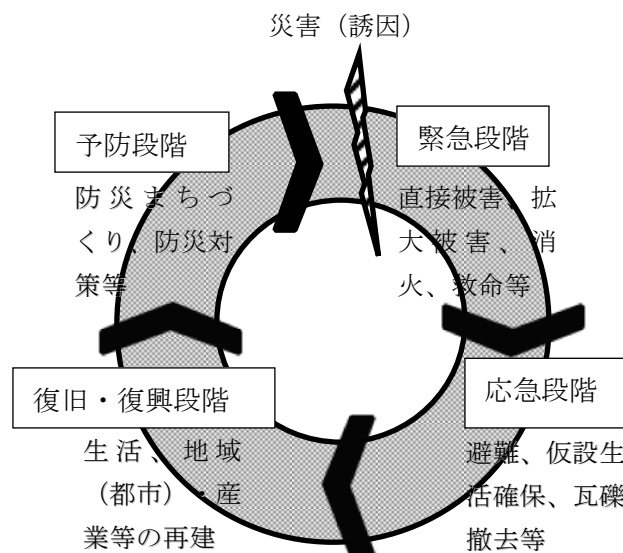 災害（誘因）
予防段階
防災まちづ
くり、防災対
策等
緊急段階
直接被害、拡
大被害、消
火、救命等
応急段階
避難、仮設生
活確保、瓦礫
撤去等
復旧・復興段階
生活、地域
（都市）・産
業等の再建